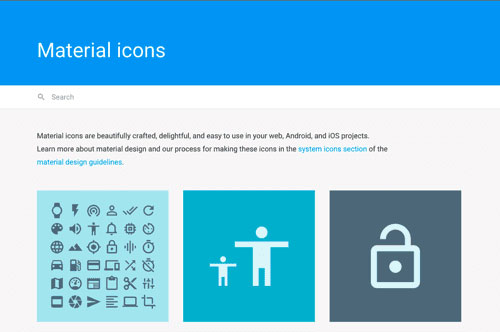 Material icons
Search
Material icons are beautifully crafted, delightful, and easy to use in your web, Android, and iOS projects.
Learn more about material design and our process for making these icons in the system icons section of the
material design guidelines.